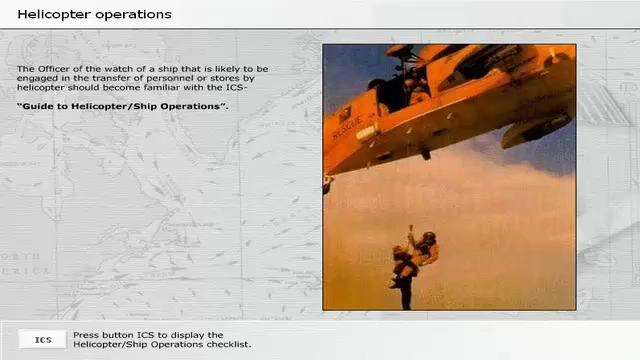 Helicopter operations
The Officer of the watch of a ship that is likely to be
engaged in the transfer of personnel or stores by
helicopter should become familiar with the ICS-
“Guide to Helicopter/Ship Operations”.
RESCUE
ICS
Press button ICS to display the
Helicopter/Ship Operations checklist.